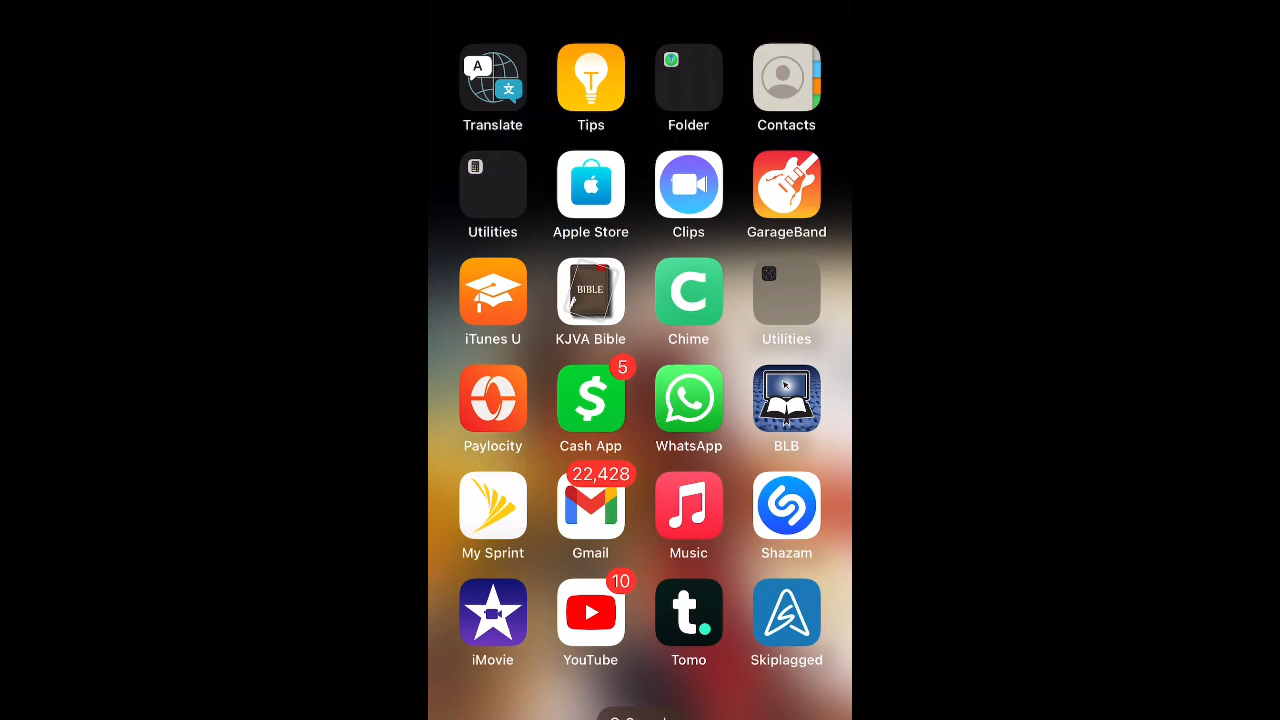 A
文
T
Translate
Tips
Folder
Contacts
Utilities
Apple Store
Clips
GarageBand
BIBLE
C
iTunes U
KJVA Bible
Chime
Utilities
5
$
Paylocity
Cash App
WhatsApp
BLB
22,428
My Sprint
Gmail
Music
Shazam
10
t.
iMovie
YouTube
Tomo
Skiplagged